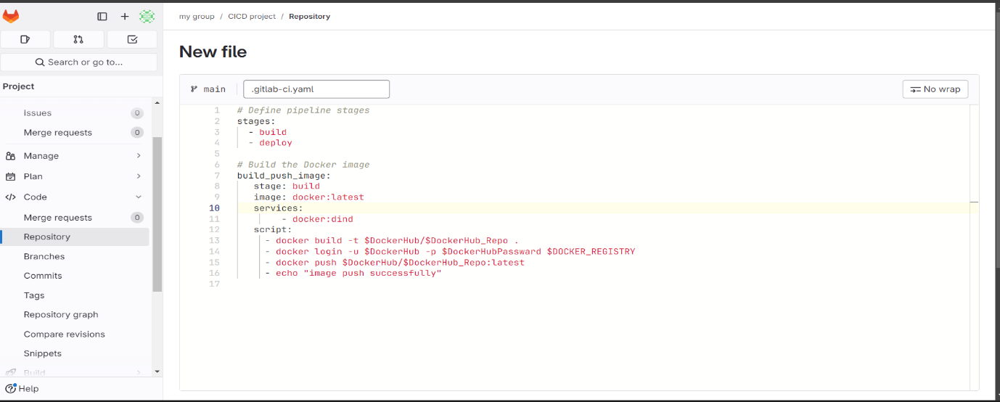 my group / CICD project / Repository
Search or go to...
Project
Issues 0
Merge requests 0
Manage
Plan
Code
Merge requests 0
Repository
Branches
Commits
Tags
Repository graph
Compare revisions
Snippets
Build
Help
New file
main .gitlab-ci.yaml No wrap
1 # Define pipeline stages
2 stages:
3 - build
4 - deploy
5
6 # Build the Docker image
7 build_push_image:
8 stage: build
9 image: docker:latest
10 services:
11 - docker:dind
12 script:
13 - docker build -t $DockerHub/$DockerHub_Repo .
14 - docker login -u $DockerHub -p $DockerHubPassward $DOCKER_REGISTRY
15 - docker push $DockerHub/$DockerHub_Repo:latest
16 - echo "image push successfully"
17